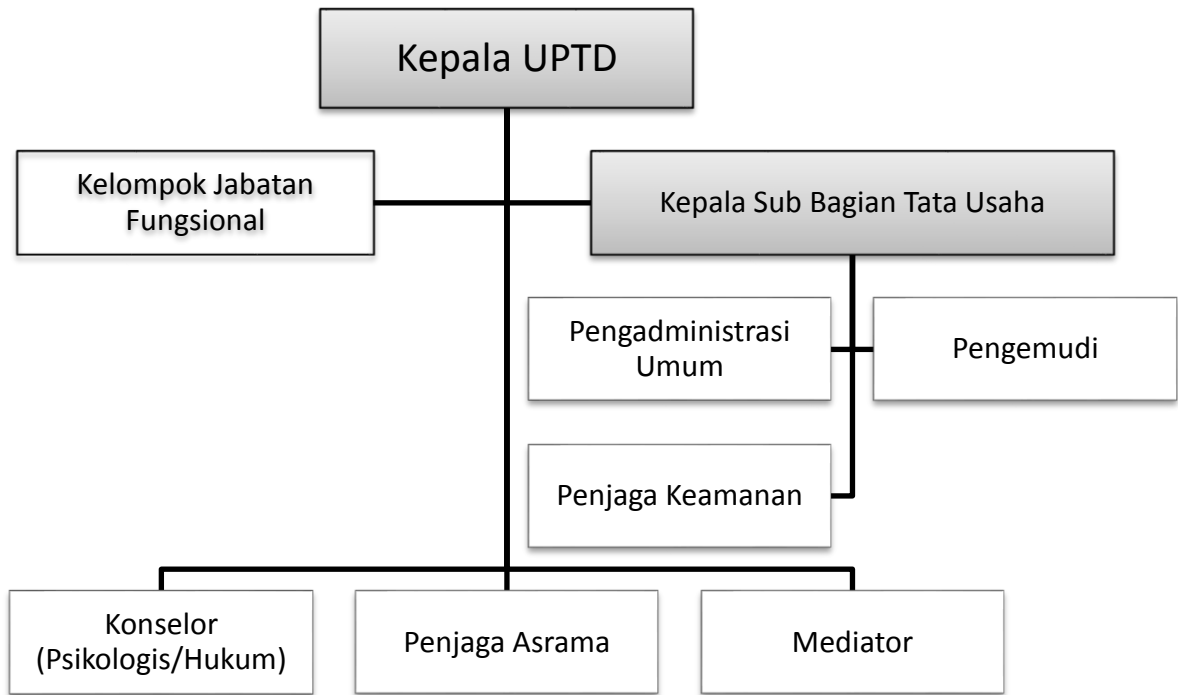 Kepala UPTD
Kelompok Jabatan
Fungsional
Kepala Sub Bagian Tata Usaha
Pengadministrasi
Umum
Pengemudi
Penjaga Keamanan
Konselor
(Psikologis/Hukum)
Penjaga Asrama
Mediator